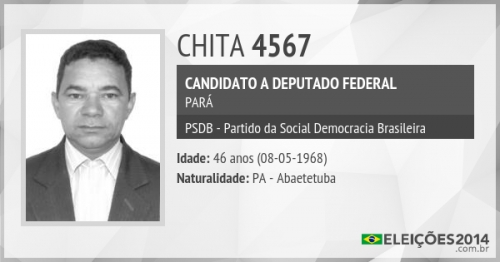 CHITA 4567
CANDIDATO A DEPUTADO FEDERAL
PARÁ
PSDB - Partido da Social Democracia Brasileira
Idade: 46 anos (08-05-1968)
Naturalidade: PA - Abaetetuba
ELEIÇÕES2014
.com.br